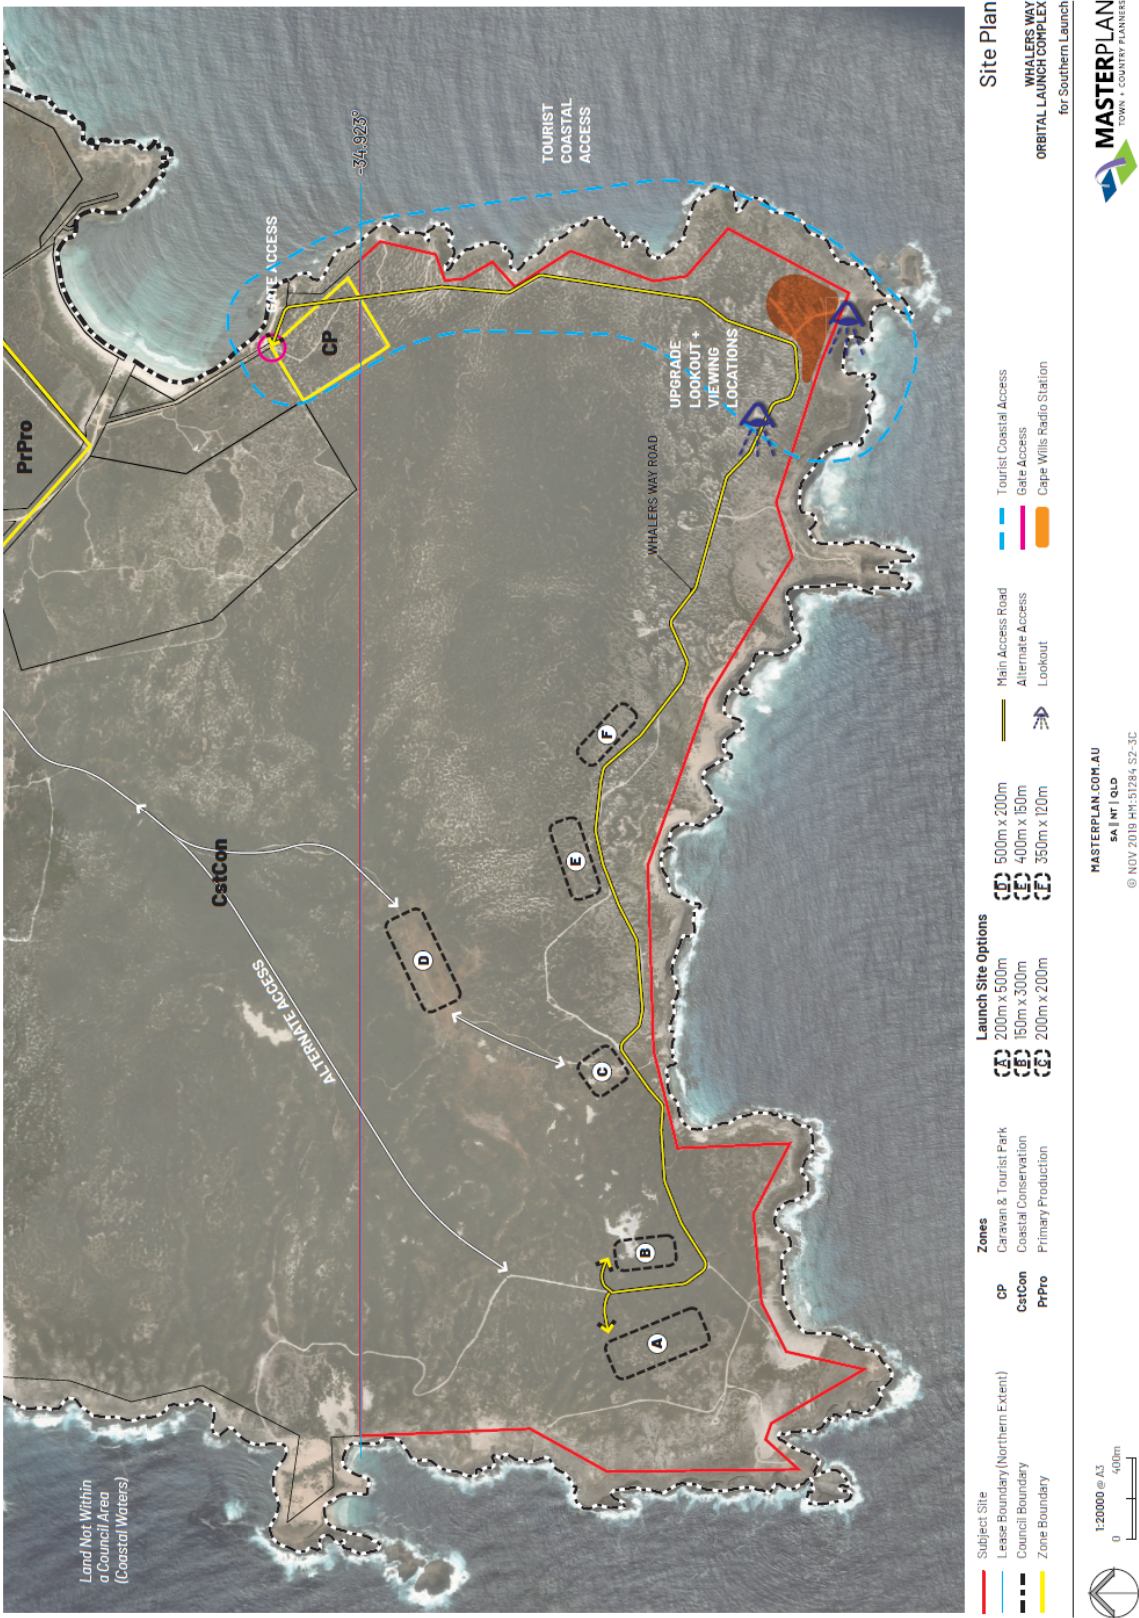 Land Not Within
a Council Area
(Coastal Waters)
PrPro
CstCon
ALTERNATE ACCESS
CP
GATE ACCESS
-34.923°
TOURIST
COASTAL
ACCESS
UPGRADE
LOOKOUT +
VIEWING
LOCATIONS
WHALERS WAY ROAD
A
B
C
D
E
F
Subject Site
Lease Boundary (Northern Extent)
Council Boundary
Zone Boundary
Zones
CP Caravan & Tourist Park
CstCon Coastal Conservation
PrPro Primary Production
Launch Site Options
A 200m x 500m
B 150m x 300m
C 200m x 200m
D 500m x 200m
E 400m x 150m
F 350m x 120m
Main Access Road
Alternate Access
Lookout
Tourist Coastal Access
Gate Access
Cape Wills Radio Station
Site Plan
WHALERS WAY
ORBITAL LAUNCH COMPLEX
for Southern Launch
1:20000 @ A3
0 400m
MASTERPLAN.COM.AU
SA | NT | QLD
© NOV 2019 HM:51284 S2-3C
MASTERPLAN
TOWN + COUNTRY PLANNERS